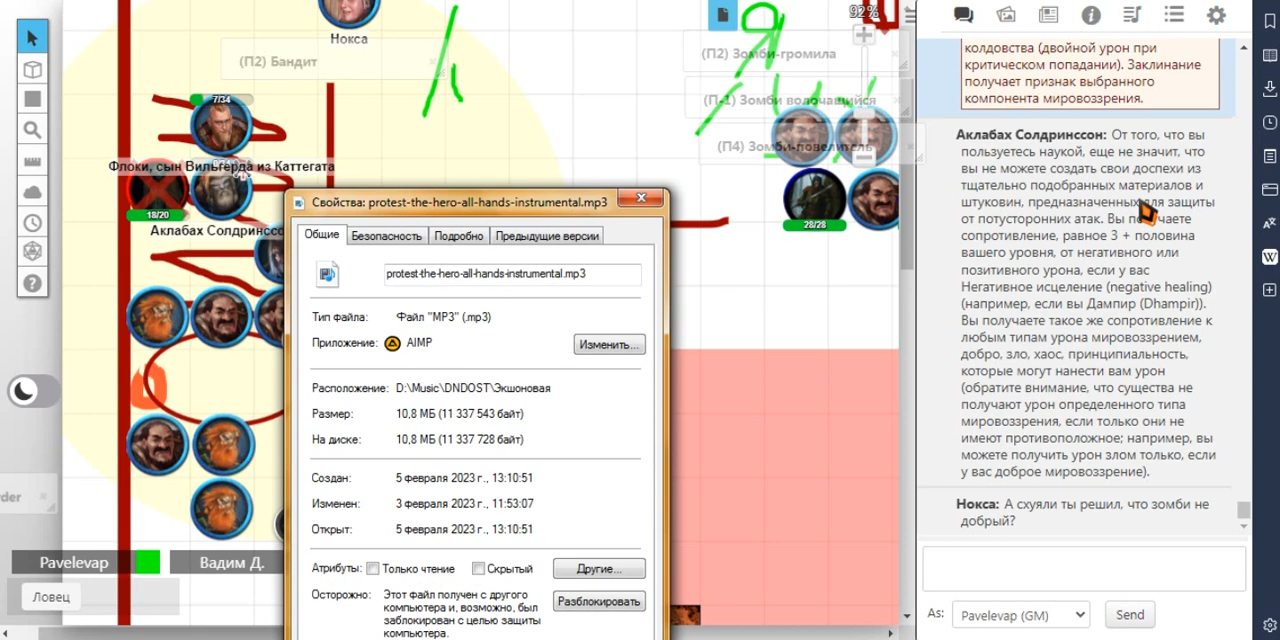 Нокса
92%
(П2) Бандит
(П2) Зомби-громила
(П-1) Зомби волочащийся
(П4) Зомби-повелитель
7/34
Флоки, сын Вильгерда из Каттегата
18/20
Аклабах Солдринссо
28/28
Свойства: protest-the-hero-all-hands-instrumental.mp3
Общие
Безопасность
Подробно
Предыдущие версии
protest-the-hero-all-hands-instrumental.mp3
Тип файла: Файл "MP3" (.mp3)
Приложение: AIMP
Изменить...
Расположение: D:\Music\DNDOST\Экшоновая
Размер: 10,8 МБ (11 337 543 байт)
На диске: 10,8 МБ (11 337 728 байт)
Создан: 5 февраля 2023 г., 13:10:51
Изменен: 3 февраля 2023 г., 11:53:07
Открыт: 5 февраля 2023 г., 13:10:51
Атрибуты: Только чтение Скрытый Другие...
Осторожно: Этот файл получен с другого
компьютера и, возможно, был
заблокирован с целью защиты
компьютера.
Разблокировать
rder
Pavelevap
Вадим Д.
Ловец
колдовства (двойной урон при
критическом попадании). Заклинание
получает признак выбранного
компонента мировоззрения.
Аклабах Солдринссон: От того, что вы
пользуетесь наукой, еще не значит, что
вы не можете создать свои доспехи из
тщательно подобранных материалов и
штуковин, предназначенных для защиты
от потусторонних атак. Вы получаете
сопротивление, равное 3 + половина
вашего уровня, от негативного или
позитивного урона, если у вас
Негативное исцеление (negative healing)
(например, если вы Дампир (Dhampir)).
Вы получаете такое же сопротивление к
любым типам урона мировоззрением,
добро, зло, хаос, принципиальность,
которые могут нанести вам урон
(обратите внимание, что существа не
получают урон определенного типа
мировоззрения, если только они не
имеют противоположное; например, вы
можете получить урон злом только, если
у вас доброе мировоззрение).
Нокса: А схуяли ты решил, что зомби не
добрый?
As: Pavelevap (GM)
Send